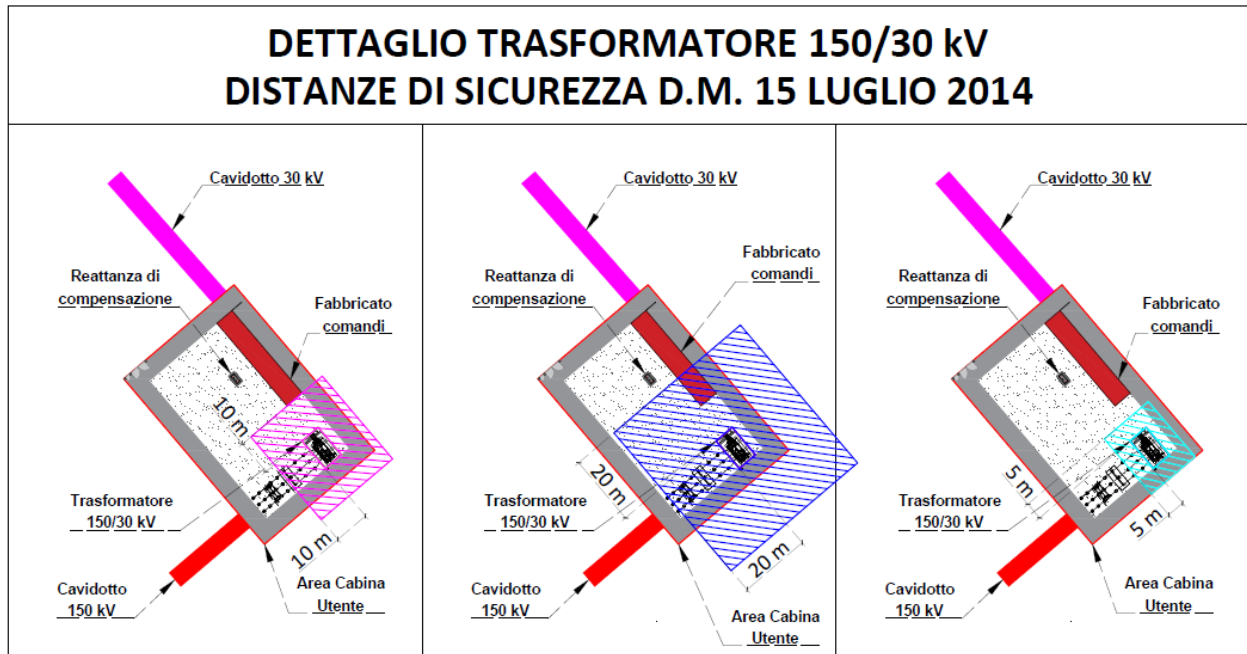 DETTAGLIO TRASFORMATORE 150/30 kV
DISTANZE DI SICUREZZA D.M. 15 LUGLIO 2014
Cavidotto 30 kV
Reattanza di
compensazione
Fabbricato
comandi
10 m
Trasformatore
150/30 kV
10 m
Cavidotto
150 kV
Area Cabina
Utente
Cavidotto 30 kV
Fabbricato
comandi
Reattanza di
compensazione
20 m
Trasformatore
150/30 kV
20 m
Cavidotto
150 kV
Area Cabina
Utente
Cavidotto 30 kV
Reattanza di
compensazione
Fabbricato
comandi
5 m
Trasformatore
150/30 kV
5 m
Cavidotto
150 kV
Area Cabina
Utente